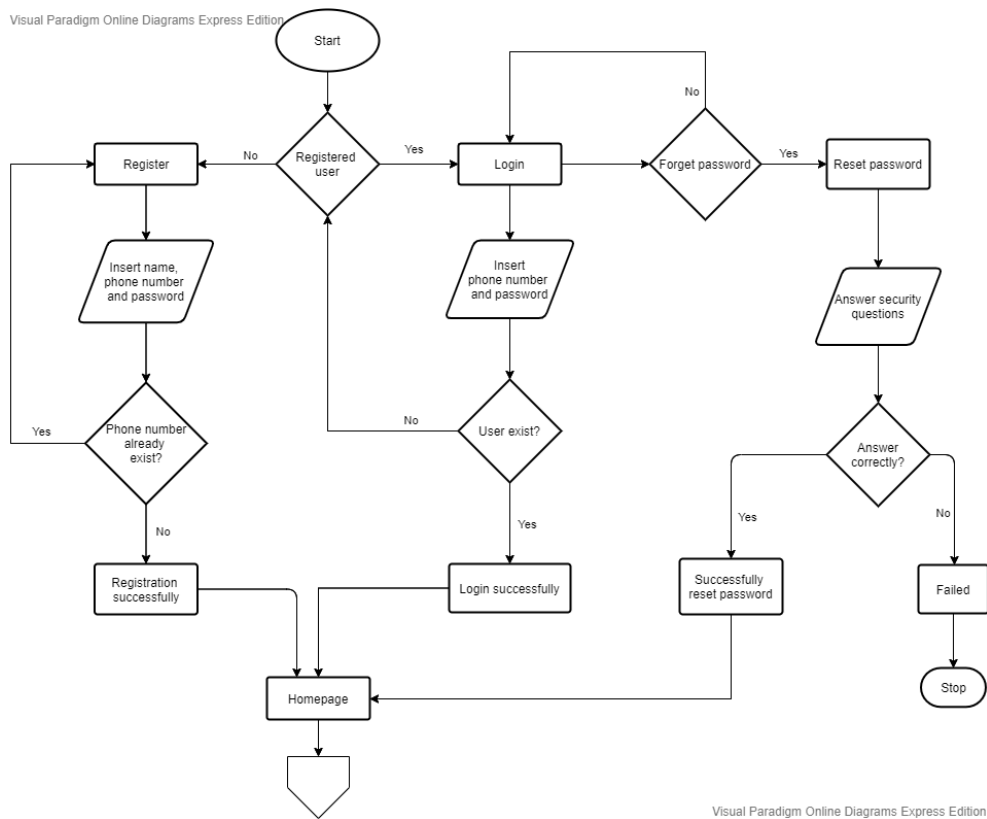 Visual Paradigm Online Diagrams Express Edition
Start
No
Register
No
Registered
user
Yes
Login
Forget password
Yes
Reset password
Insert name,
phone number
and password
Insert
phone number
and password
Answer security
questions
Yes
Phone number
already
exist?
No
User exist?
Answer
correctly?
No
Yes
Yes
No
Registration
successfully
Login successfully
Successfully
reset password
Failed
Homepage
Stop
Visual Paradigm Online Diagrams Express Edition